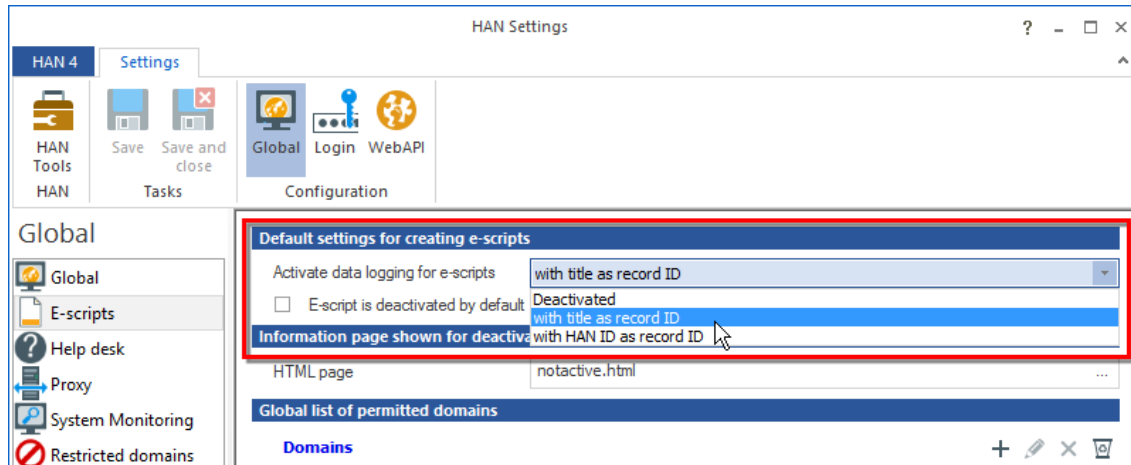 HAN Settings
HAN 4 Settings
HAN Tools
Save
Save and close
Global
Login
WebAPI
HAN
Tasks
Configuration
Global
Global
E-scripts
Help desk
Proxy
System Monitoring
Restricted domains
Default settings for creating e-scripts
Activate data logging for e-scripts with title as record ID
E-script is deactivated by default
Deactivated
with title as record ID
with HAN ID as record ID
Information page shown for deactiva
HTML page notactive.html ...
Global list of permitted domains
Domains